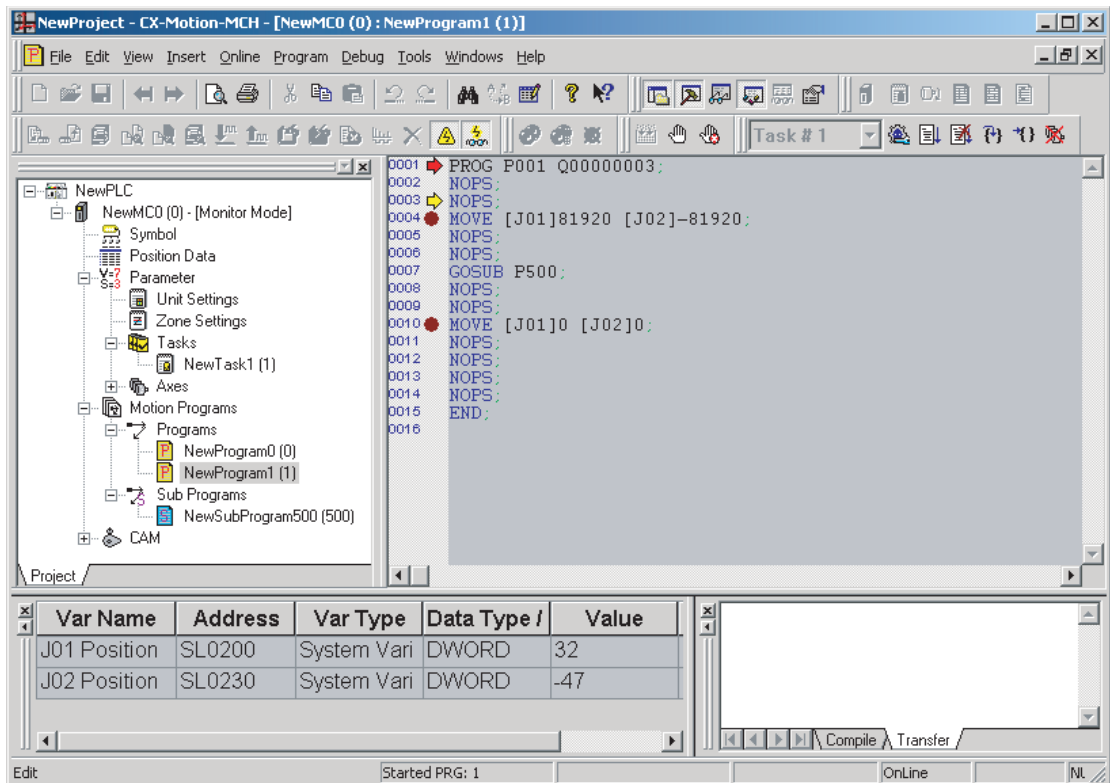 NewProject - CX-Motion-MCH - [NewMC0 (0) : NewProgram1 (1)]
File Edit View Insert Online Program Debug Tools Windows Help
Task # 1
NewPLC
NewMC0 (0) - [Monitor Mode]
Symbol
Position Data
Parameter
Unit Settings
Zone Settings
Tasks
NewTask1 (1)
Axes
Motion Programs
Programs
NewProgram0 (0)
NewProgram1 (1)
Sub Programs
NewSubProgram500 (500)
CAM
Project
0001 PROG P001 Q00000003;
0002 NOPS;
0003 NOPS;
0004 MOVE [J01]81920 [J02]-81920;
0005 NOPS;
0006 NOPS;
0007 GOSUB P500;
0008 NOPS;
0009 NOPS;
0010 MOVE [J01]0 [J02]0;
0011 NOPS;
0012 NOPS;
0013 NOPS;
0014 NOPS;
0015 END;
0016
Var Name Address Var Type Data Type / Value
J01 Position SL0200 System Vari DWORD 32
J02 Position SL0230 System Vari DWORD -47
Compile Transfer
Edit Started PRG: 1 OnLine